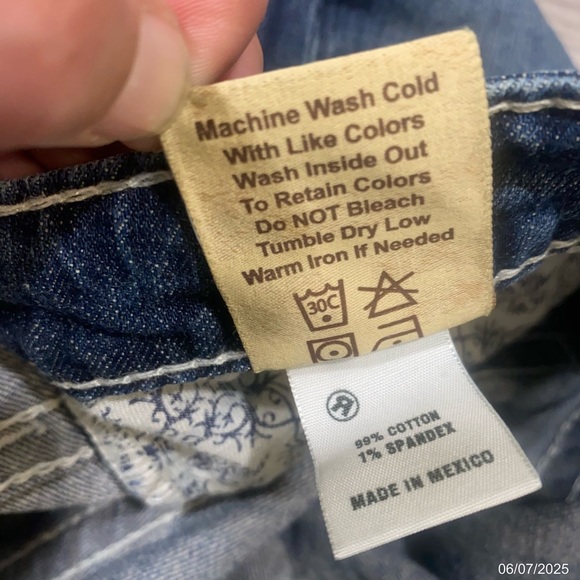 Machine Wash Cold
With Like Colors
Wash Inside Out
To Retain Colors
Do NOT Bleach
Tumble Dry Low
Warm Iron If Needed
30C
99% COTTON
1% SPANDEX
MADE IN MEXICO
06/07/2025